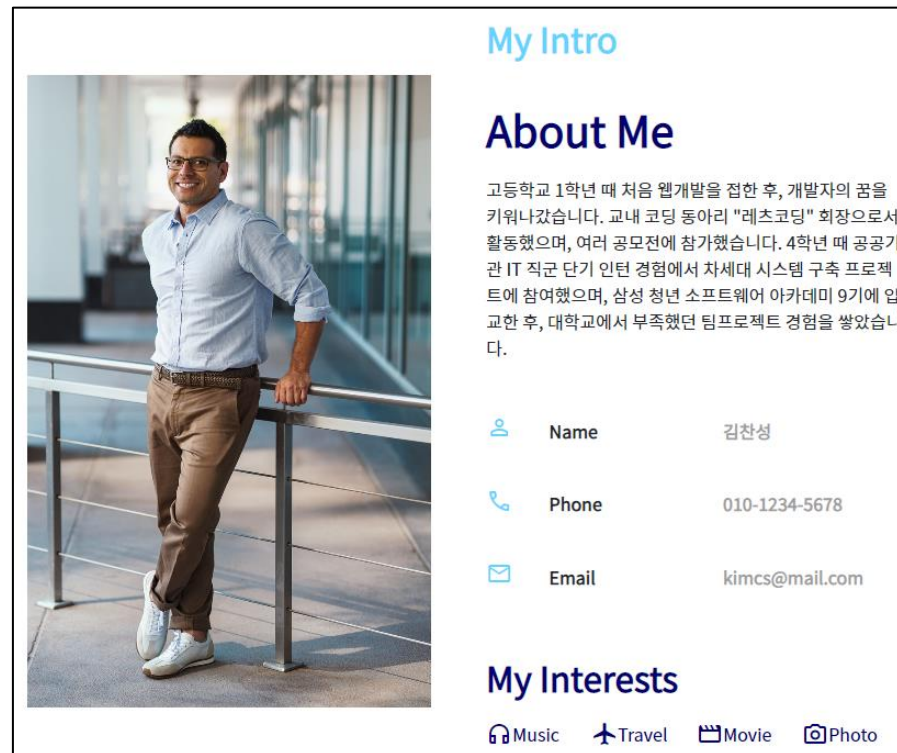 My Intro
About Me
고등학교 1학년 때 처음 웹개발을 접한 후, 개발자의 꿈을
키워나갔습니다. 교내 코딩 동아리 "레츠코딩" 회장으로서
활동했으며, 여러 공모전에 참가했습니다. 4학년 때 공공기
관 IT 직군 단기 인턴 경험에서 차세대 시스템 구축 프로젝
트에 참여했으며, 삼성 청년 소프트웨어 아카데미 9기에 입
교한 후, 대학교에서 부족했던 팀프로젝트 경험을 쌓았습니
다.
Name 김찬성
Phone 010-1234-5678
Email kimcs@mail.com
My Interests
Music Travel Movie Photo